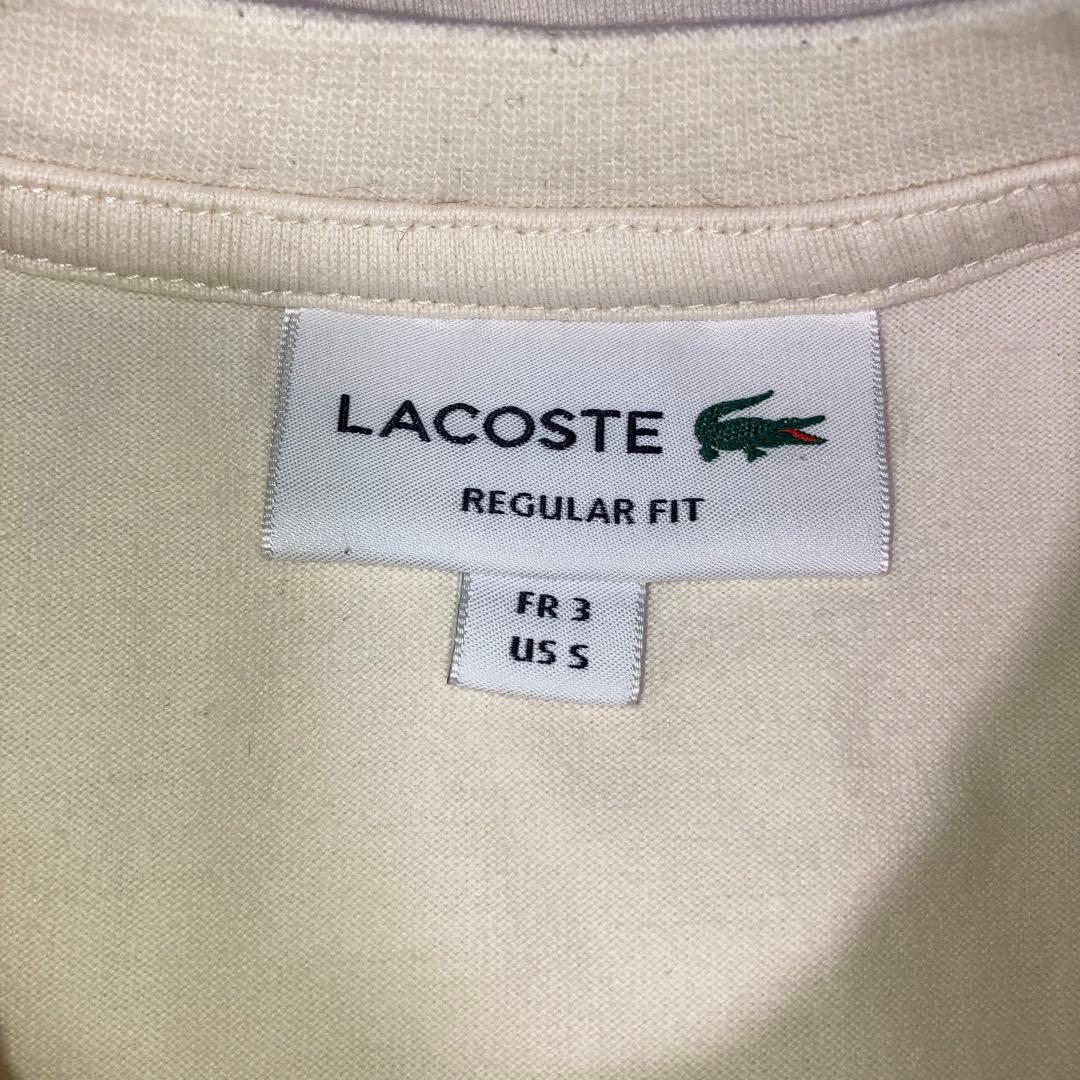 LACOSTE
REGULAR FIT
FR 3
US S